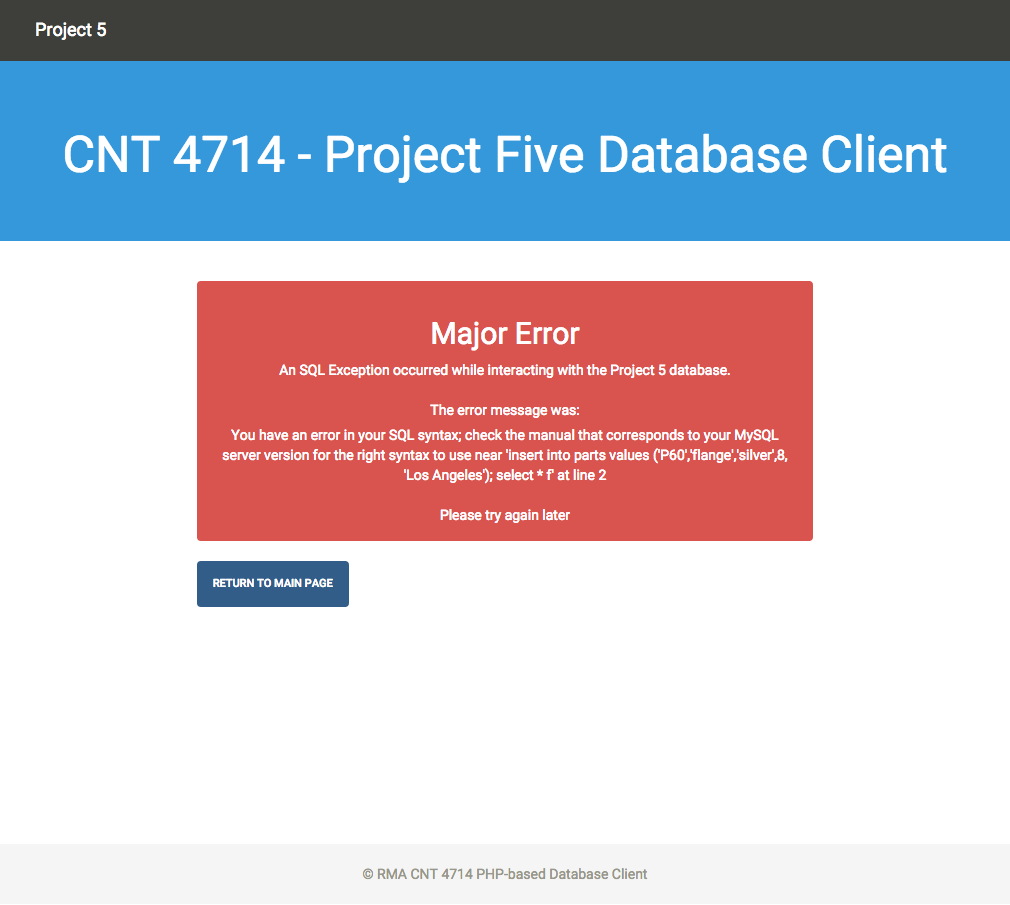 Project 5
CNT 4714 - Project Five Database Client
Major Error
An SQL Exception occurred while interacting with the Project 5 database.
The error message was:
You have an error in your SQL syntax; check the manual that corresponds to your MySQL
server version for the right syntax to use near 'insert into parts values ('P60','flange','silver',8,
'Los Angeles'); select * f' at line 2
Please try again later
RETURN TO MAIN PAGE
© RMA CNT 4714 PHP-based Database Client